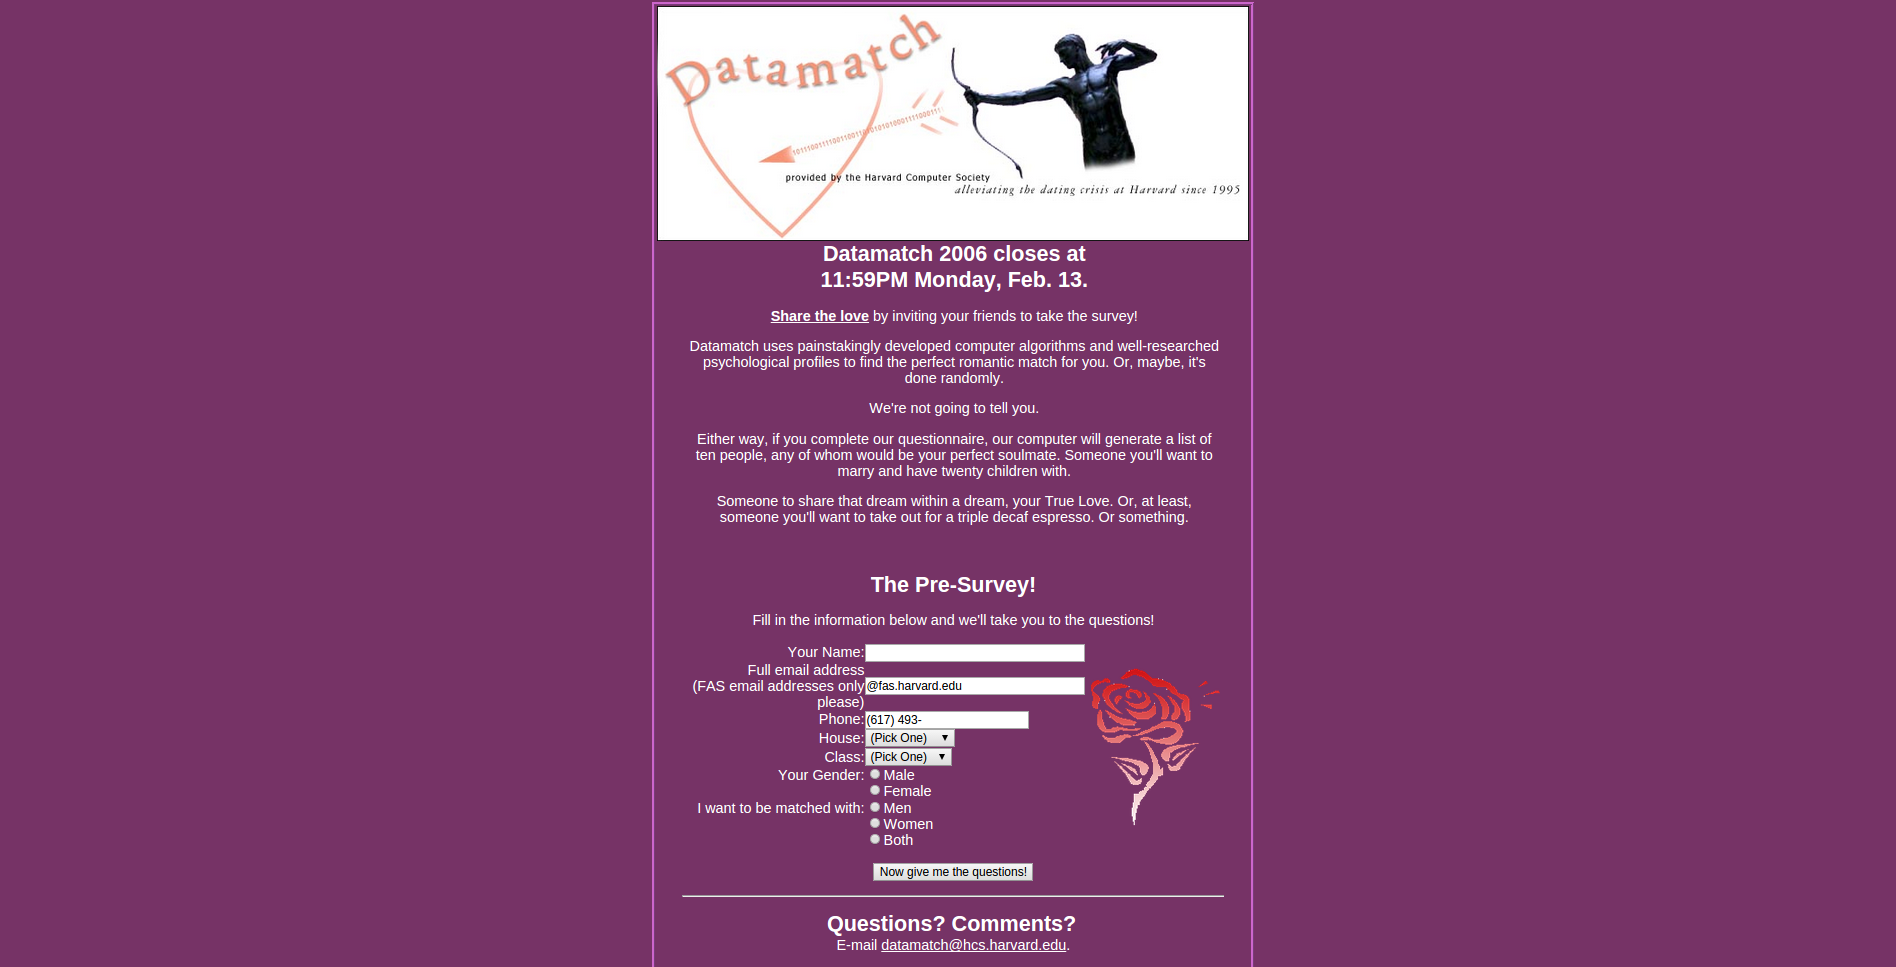 Datamatch
provided by the Harvard Computer Society
alleviating the dating crisis at Harvard since 1995
Datamatch 2006 closes at
11:59PM Monday, Feb. 13.
Share the love by inviting your friends to take the survey!
Datamatch uses painstakingly developed computer algorithms and well-researched
psychological profiles to find the perfect romantic match for you. Or, maybe, it's
done randomly.
We're not going to tell you.
Either way, if you complete our questionnaire, our computer will generate a list of
ten people, any of whom would be your perfect soulmate. Someone you'll want to
marry and have twenty children with.
Someone to share that dream within a dream, your True Love. Or, at least,
someone you'll want to take out for a triple decaf espresso. Or something.
The Pre-Survey!
Fill in the information below and we'll take you to the questions!
Your Name:
Full email address
(FAS email addresses only @fas.harvard.edu
please)
Phone: (617) 493-
House: (Pick One)
Class: (Pick One)
Your Gender: Male
Female
I want to be matched with: Men
Women
Both
Now give me the questions!
Questions? Comments?
E-mail datamatch@hcs.harvard.edu.